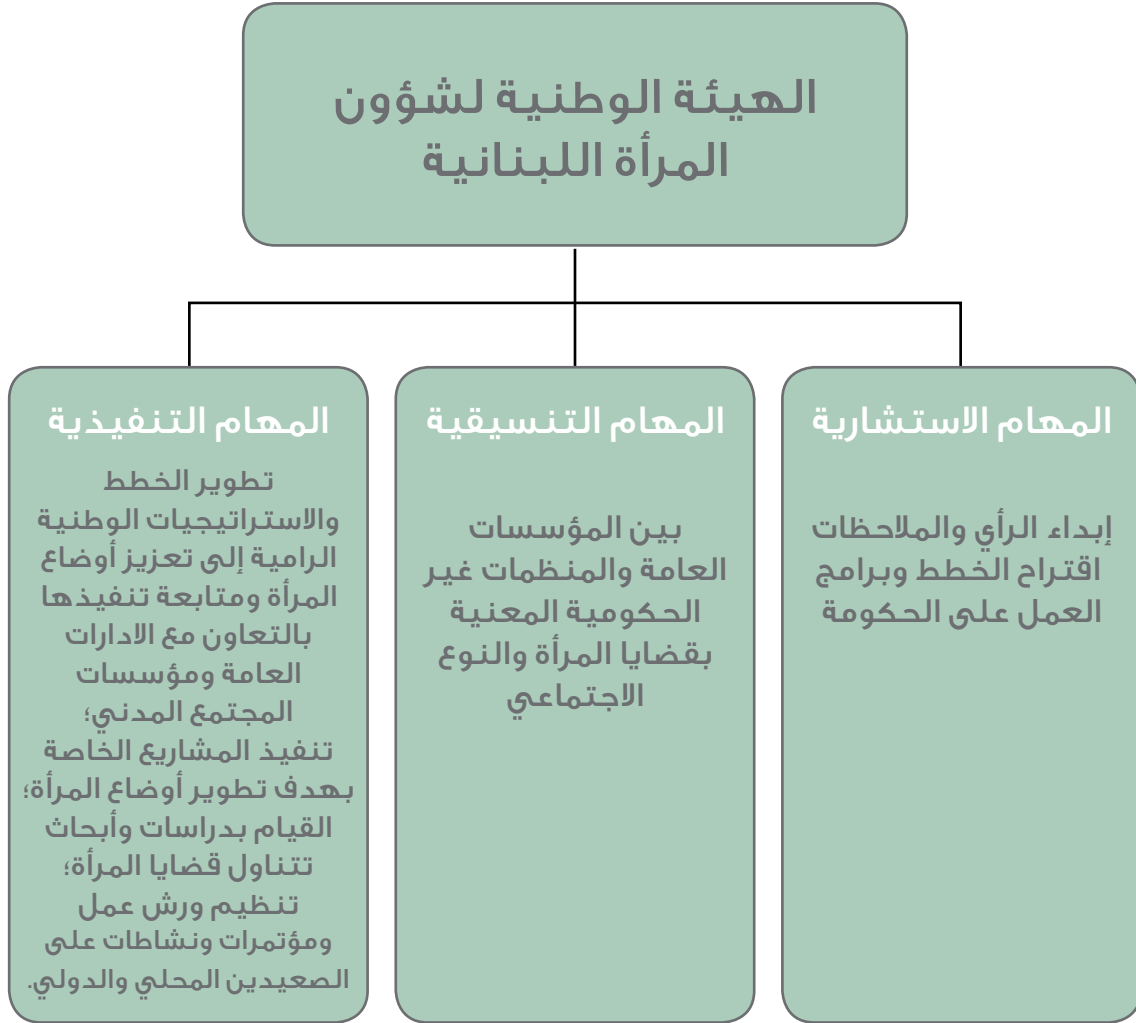 الهيئة الوطنية لشؤون
المرأة اللبنانية
المهام الاستشارية
إبداء الرأي والملاحظات
اقتراح الخطط وبرامج
العمل على الحكومة
المهام التنسيقية
بين المؤسسات
العامة والمنظمات غير
الحكومية المعنية
بقضايا المرأة والنوع
الاجتماعي
المهام التنفيذية
تطوير الخطط
والاستراتيجيات الوطنية
الرامية إلى تعزيز أوضاع
المرأة ومتابعة تنفيذها
بالتعاون مع الادارات
العامة ومؤسسات
المجتمع المدني؛
تنفيذ المشاريع الخاصة
بهدف تطوير أوضاع المرأة؛
القيام بدراسات وأبحاث
تتناول قضايا المرأة؛
تنظيم ورش عمل
ومؤتمرات ونشاطات على
الصعيدين المحلي والدولي.